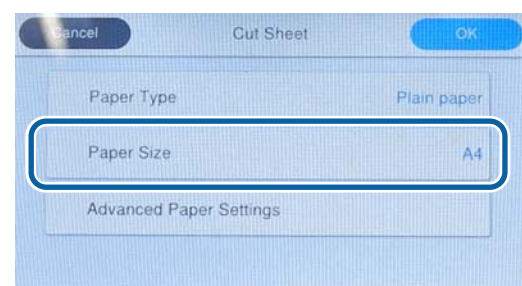 Cancel Cut Sheet OK
Paper Type Plain paper
Paper Size A4
Advanced Paper Settings